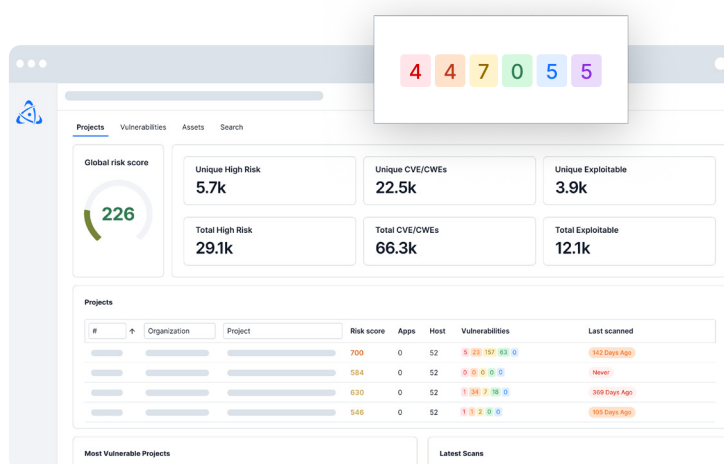 4 4 7 0 5 5
Projects Vulnerabilities Assets Search
Global risk score
226
Unique High Risk
5.7k
Unique CVE/CWEs
22.5k
Unique Exploitable
3.9k
Total High Risk
29.1k
Total CVE/CWEs
66.3k
Total Exploitable
12.1k
Projects
# ↑ Organization Project Risk score Apps Host Vulnerabilities Last scanned
700 0 52 5 23 157 63 0 142 Days Ago
584 0 52 0 0 0 0 0 Never
630 0 52 1 34 7 18 0 369 Days Ago
546 0 52 1 1 2 0 0 105 Days Ago
Most Vulnerable Projects
Latest Scans